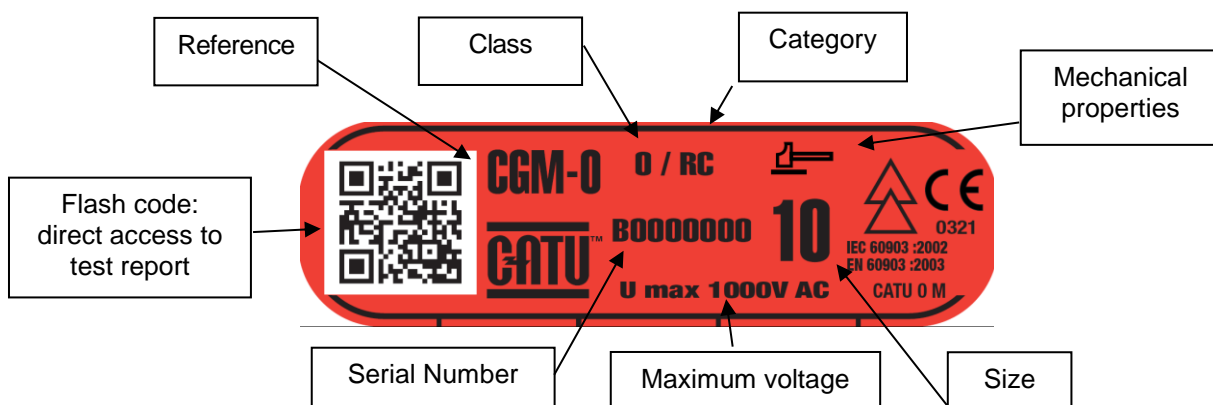 Reference
Class
Category
Mechanical
properties
Flash code:
direct access to
test report
CGM-0
0 / RC
CATU™
B0000000
10
U max 1000V AC
CE
0321
IEC 60903 :2002
EN 60903 :2003
CATU 0 M
Serial Number
Maximum voltage
Size